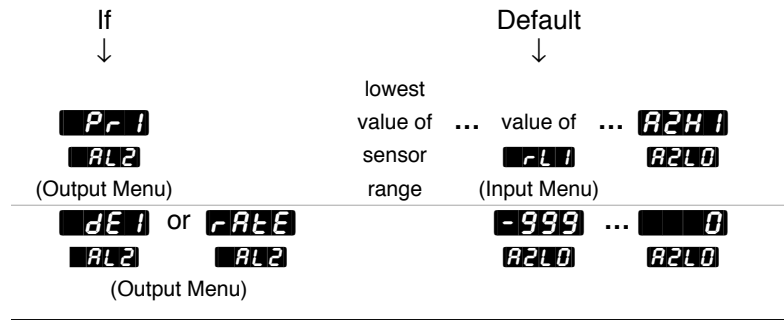 If Default
↓ ↓
lowest
Pr1 value of ... value of ... A2H1
AL2 sensor rL1 A2LO
(Output Menu) range (Input Menu)
dE1 or rAtE -999 ... 0
AL2 AL2 A2LO A2LO
(Output Menu)